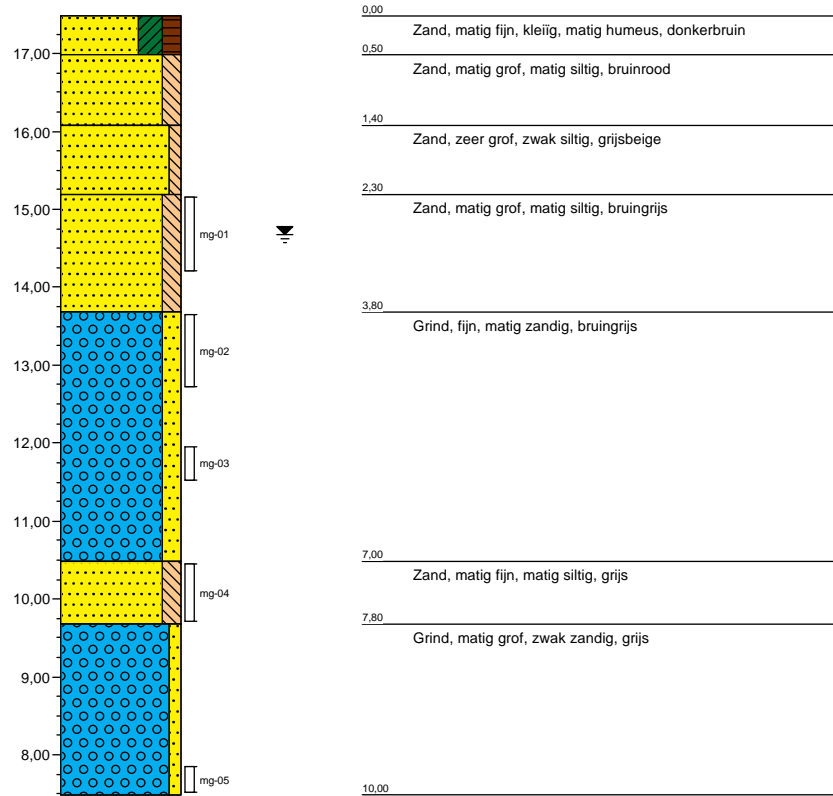 0,00
Zand, matig fijn, kleiïg, matig humeus, donkerbruin
17,00
0,50
Zand, matig grof, matig siltig, bruinrood
16,00
1,40
Zand, zeer grof, zwak siltig, grijsbeige
2,30
15,00
Zand, matig grof, matig siltig, bruingrijs
mg-01
14,00
3,80
Grind, fijn, matig zandig, bruingrijs
mg-02
13,00
12,00
mg-03
11,00
7,00
Zand, matig fijn, matig siltig, grijs
mg-04
10,00
7,80
Grind, matig grof, zwak zandig, grijs
9,00
8,00
mg-05
10,00